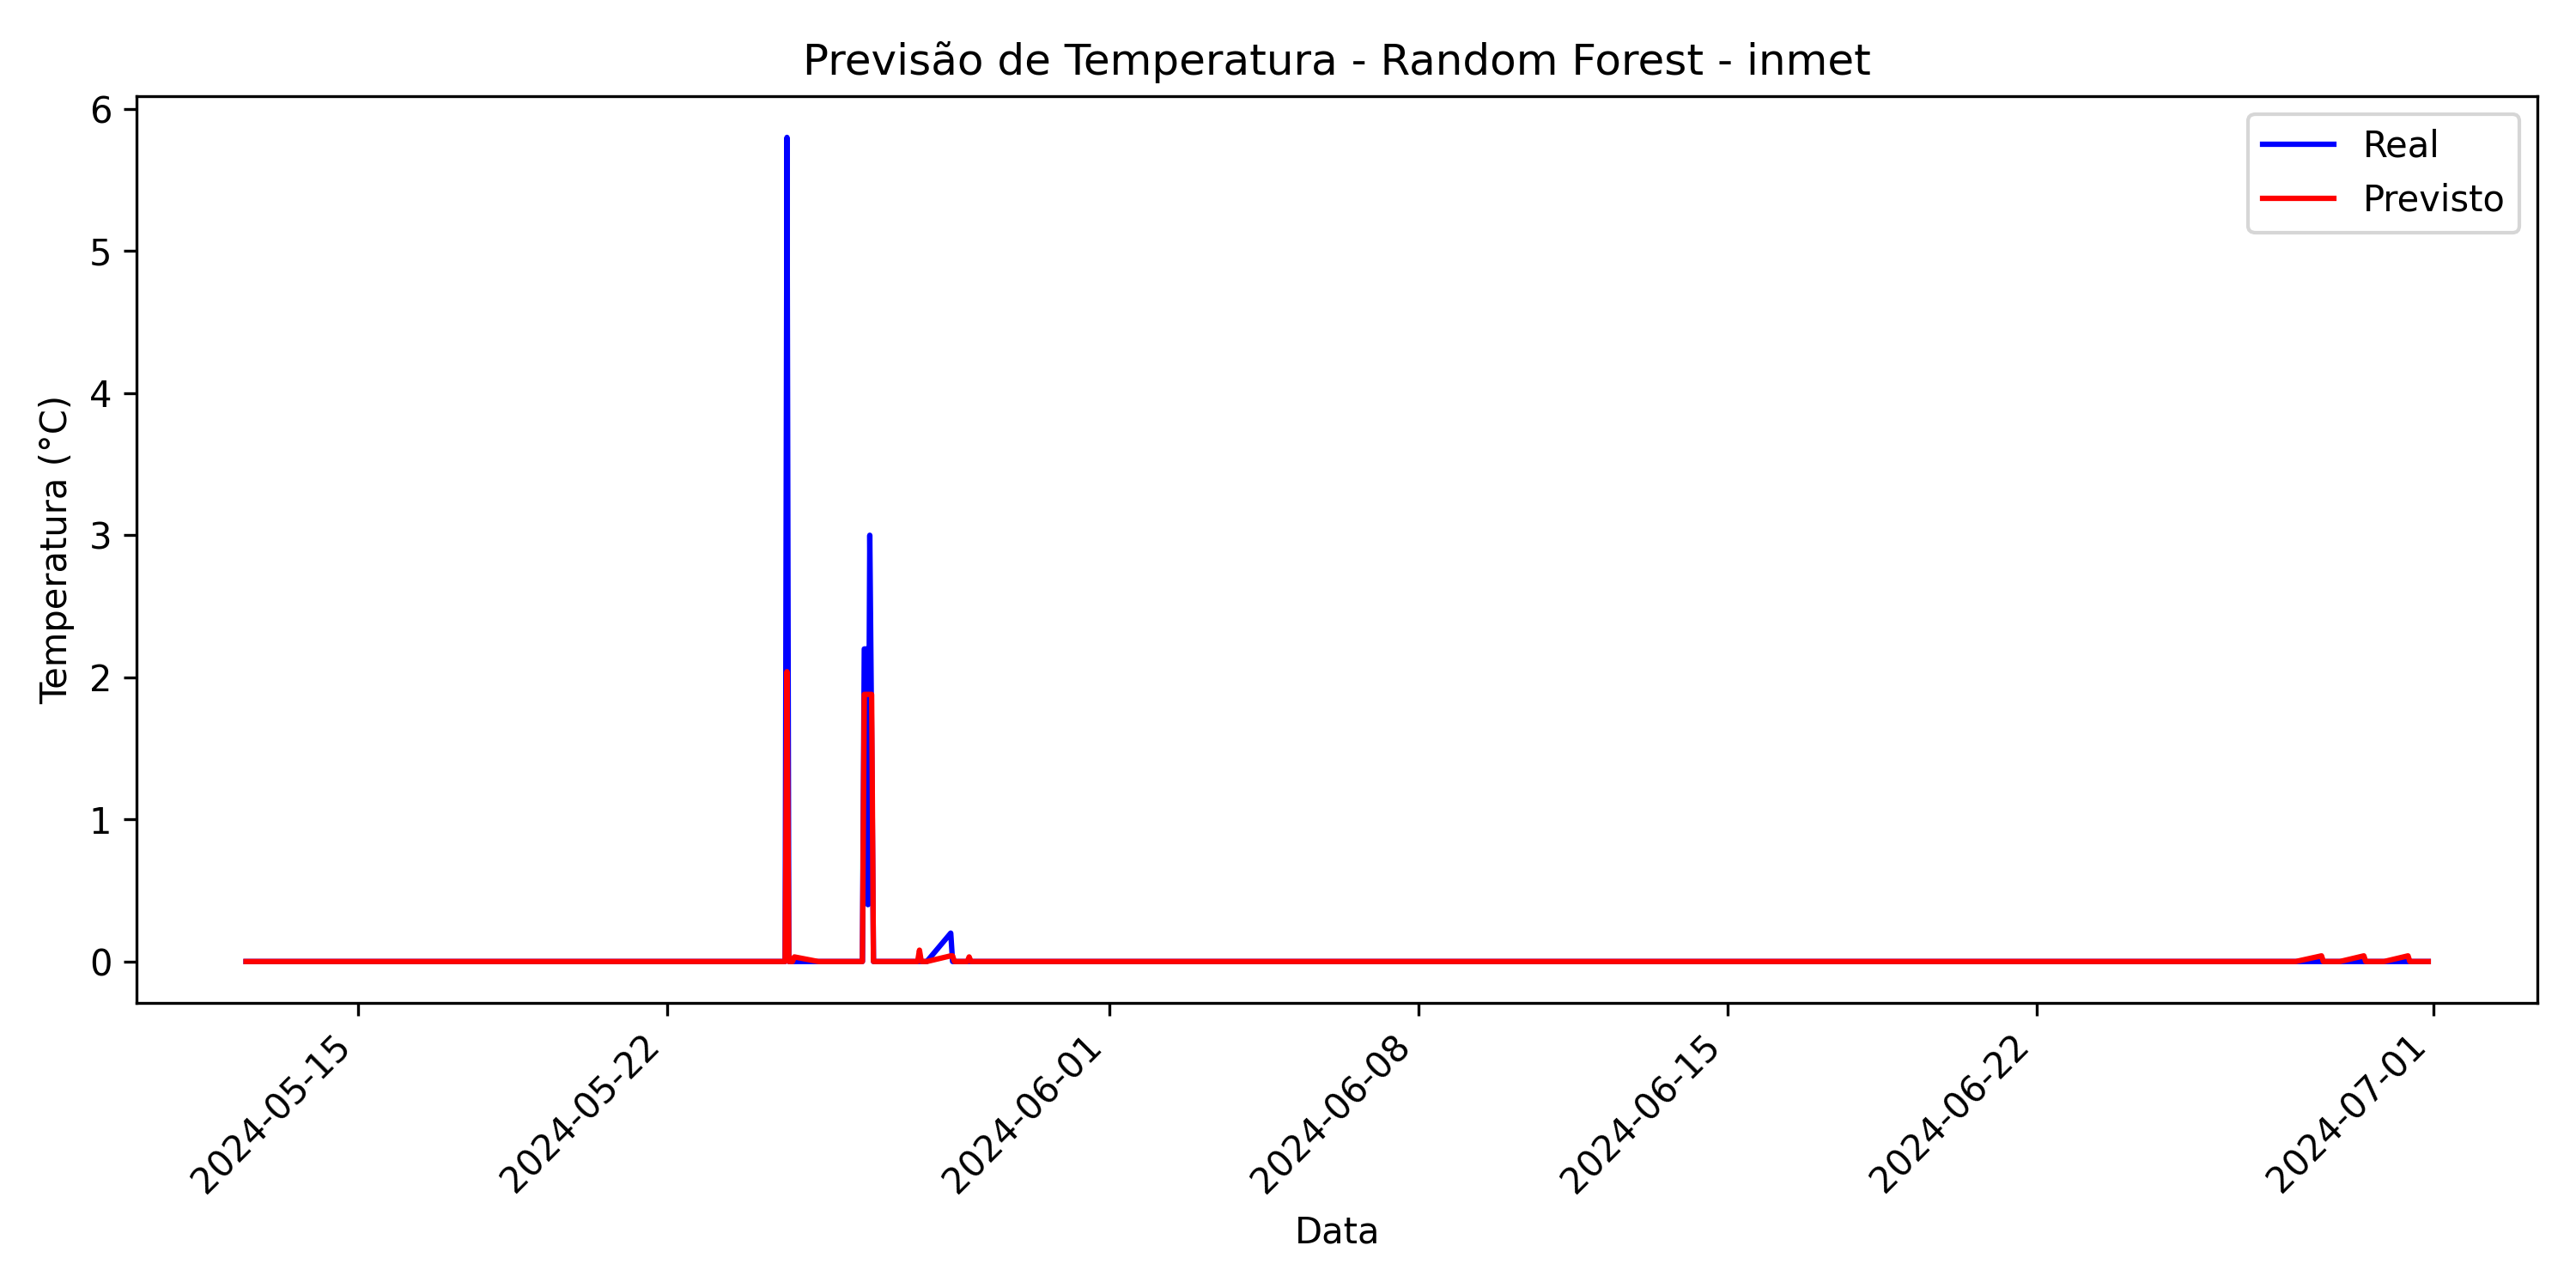 Previsão de Temperatura - Random Forest - inmet
Real
Previsto
Temperatura (°C)
6
5
4
3
2
1
0
2024-05-15
2024-05-22
2024-06-01
2024-06-08
2024-06-15
2024-06-22
2024-07-01
Data